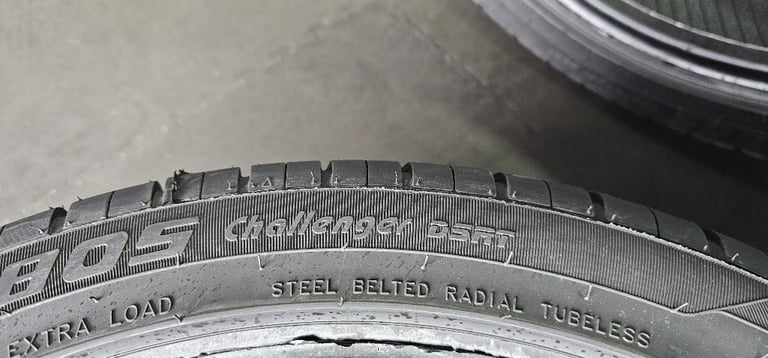 BOS Challenger DSRT
EXTRA LOAD STEEL BELTED RADIAL TUBELESS